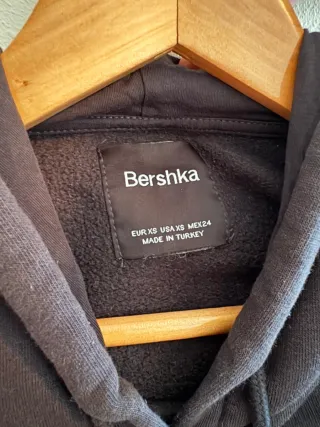 Bershka
EUR XS USA XS MEX24
MADE IN TURKEY